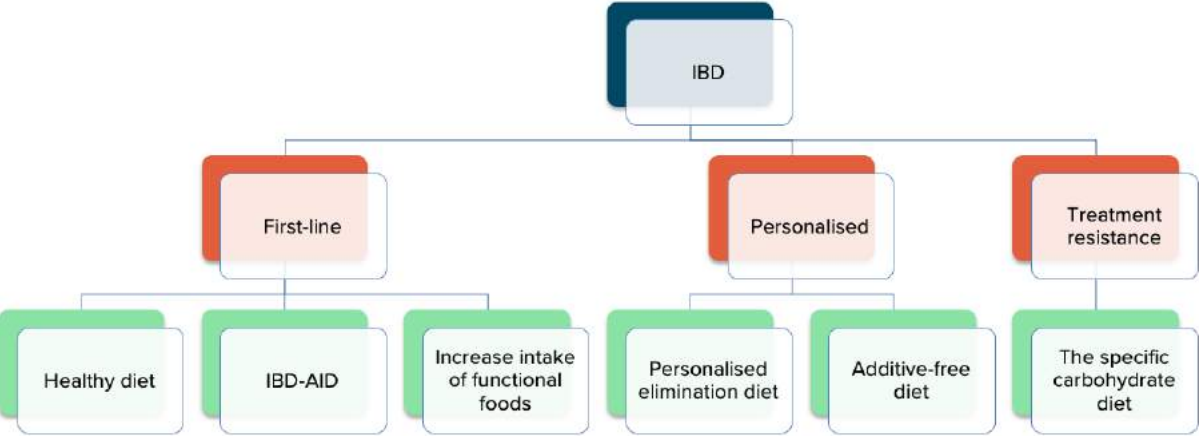 IBD
First-line
Personalised
Treatment
resistance
Healthy diet
IBD-AID
Increase intake
of functional
foods
Personalised
elimination diet
Additive-free
diet
The specific
carbohydrate
diet